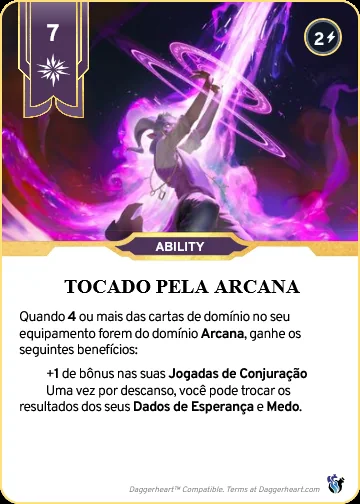 7
2
ABILITY
TOCADO PELA ARCANA
Quando 4 ou mais das cartas de domínio no seu
equipamento forem do domínio Arcana, ganhe os
seguintes benefícios:
+1 de bônus nas suas Jogadas de Conjuração
Uma vez por descanso, você pode trocar os
resultados dos seus Dados de Esperança e Medo.
Daggerheart™ Compatible. Terms at Daggerheart.com